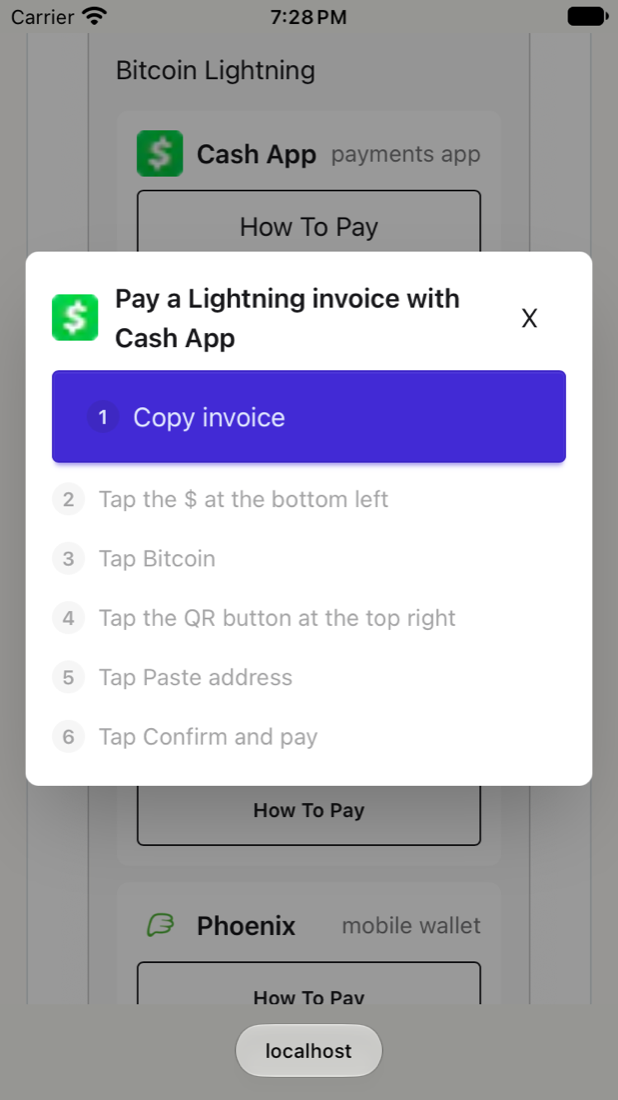 Carrier 7:28 PM
Bitcoin Lightning
Cash App payments app
How To Pay
Pay a Lightning invoice with
Cash App
X
1 Copy invoice
2 Tap the $ at the bottom left
3 Tap Bitcoin
4 Tap the QR button at the top right
5 Tap Paste address
6 Tap Confirm and pay
How To Pay
Phoenix mobile wallet
How To Pay
localhost